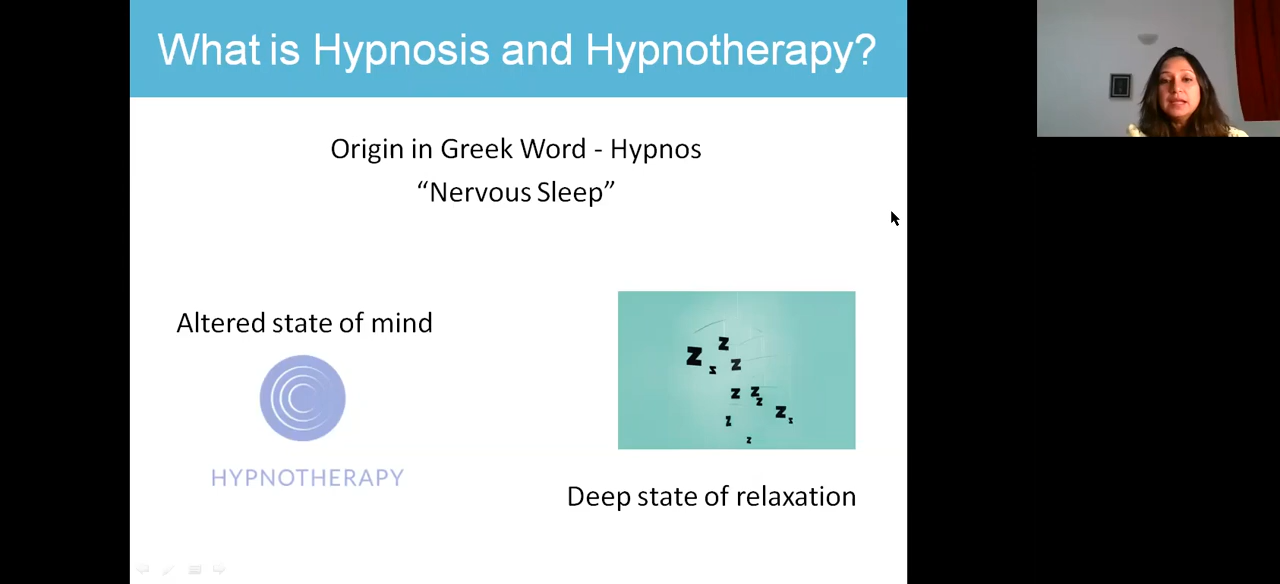 What is Hypnosis and Hypnotherapy?
Origin in Greek Word - Hypnos
“Nervous Sleep”
Altered state of mind
z z
z z
z z
z
z z
z
z
HYPNOTHERAPY
Deep state of relaxation